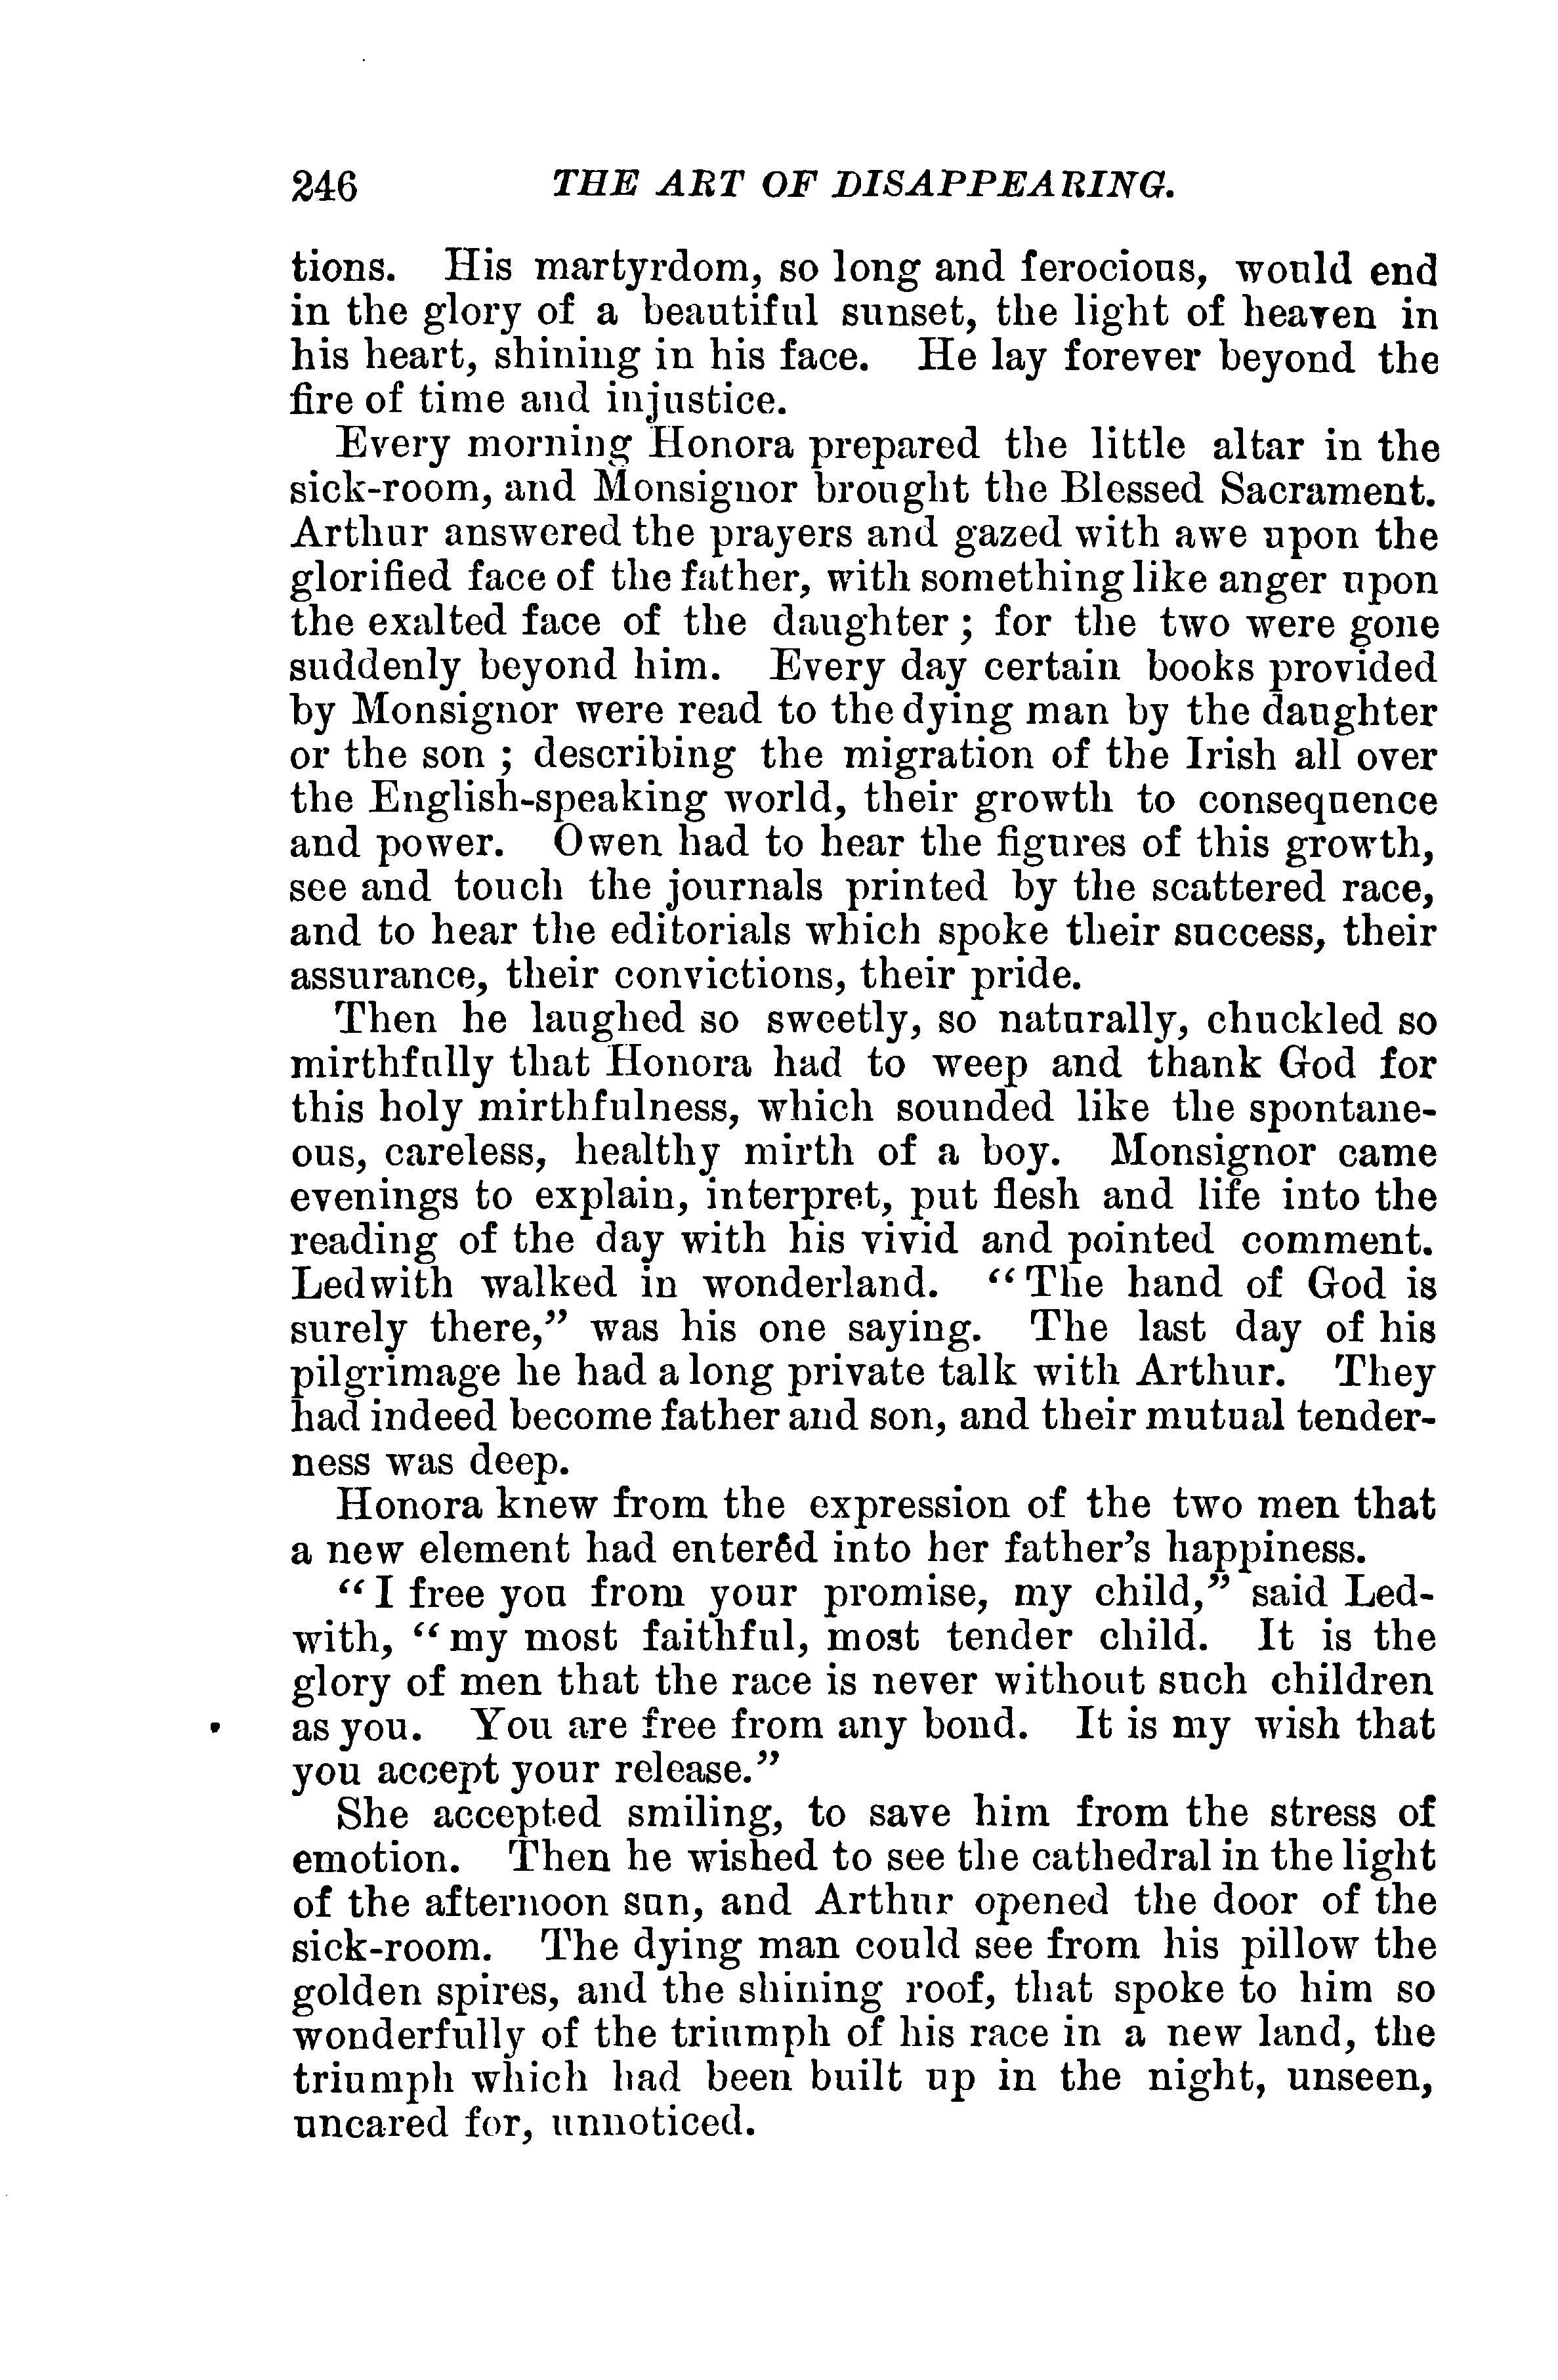 246 THE ART OF DISAPPEARING.
tions. His martyrdom, so long and ferocious, would end
in the glory of a beautiful sunset, the light of heaven in
his heart, shining in his face. He lay forever beyond the
fire of time and injustice.
Every morning Honora prepared the little altar in the
sick-room, and Monsignor brought the Blessed Sacrament.
Arthur answered the prayers and gazed with awe upon the
glorified face of the father, with something like anger upon
the exalted face of the daughter; for the two were gone
suddenly beyond him. Every day certain books provided
by Monsignor were read to the dying man by the daughter
or the son ; describing the migration of the Irish all over
the English-speaking world, their growth to consequence
and power. Owen had to hear the figures of this growth,
see and touch the journals printed by the scattered race,
and to hear the editorials which spoke their success, their
assurance, their convictions, their pride.
Then he laughed so sweetly, so naturally, chuckled so
mirthfully that Honora had to weep and thank God for
this holy mirthfulness, which sounded like the spontane-
ous, careless, healthy mirth of a boy. Monsignor came
evenings to explain, interpret, put flesh and life into the
reading of the day with his vivid and pointed comment.
Ledwith walked in wonderland. “The hand of God is
surely there,” was his one saying. The last day of his
pilgrimage he had a long private talk with Arthur. They
had indeed become father and son, and their mutual tender-
ness was deep.
Honora knew from the expression of the two men that
a new element had entered into her father’s happiness.
“I free you from your promise, my child,” said Led-
with, “my most faithful, most tender child. It is the
glory of men that the race is never without such children
as you. You are free from any bond. It is my wish that
you accept your release.”
She accepted smiling, to save him from the stress of
emotion. Then he wished to see the cathedral in the light
of the afternoon sun, and Arthur opened the door of the
sick-room. The dying man could see from his pillow the
golden spires, and the shining roof, that spoke to him so
wonderfully of the triumph of his race in a new land, the
triumph which had been built up in the night, unseen,
uncared for, unnoticed.